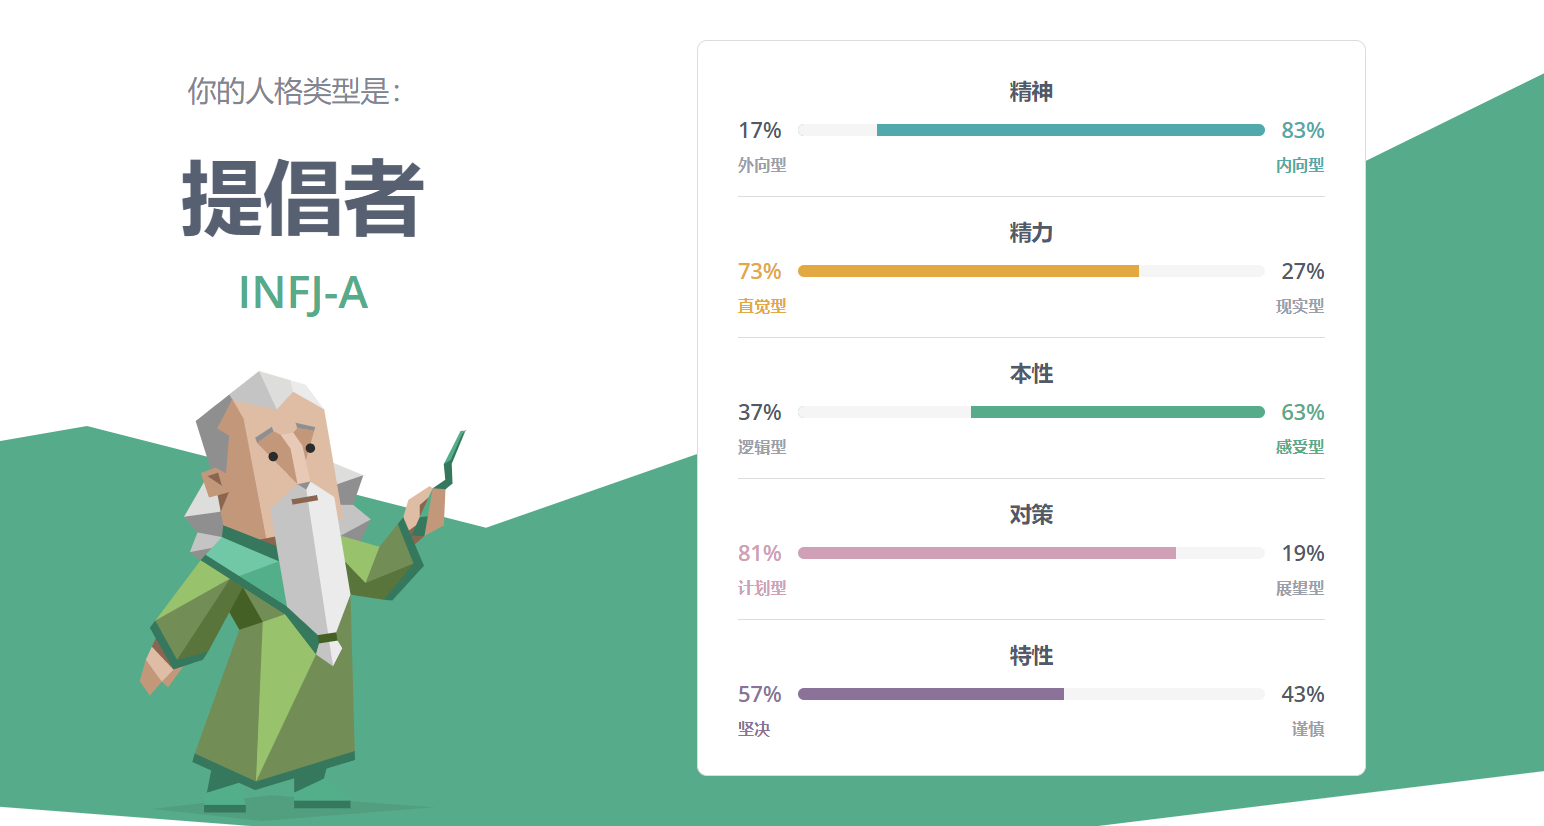 你的人格类型是：
提倡者
INFJ-A
精神
17% 83%
外向型 内向型
精力
73% 27%
直觉型 现实型
本性
37% 63%
逻辑型 感受型
对策
81% 19%
计划型 展望型
特性
57% 43%
坚决 谨慎